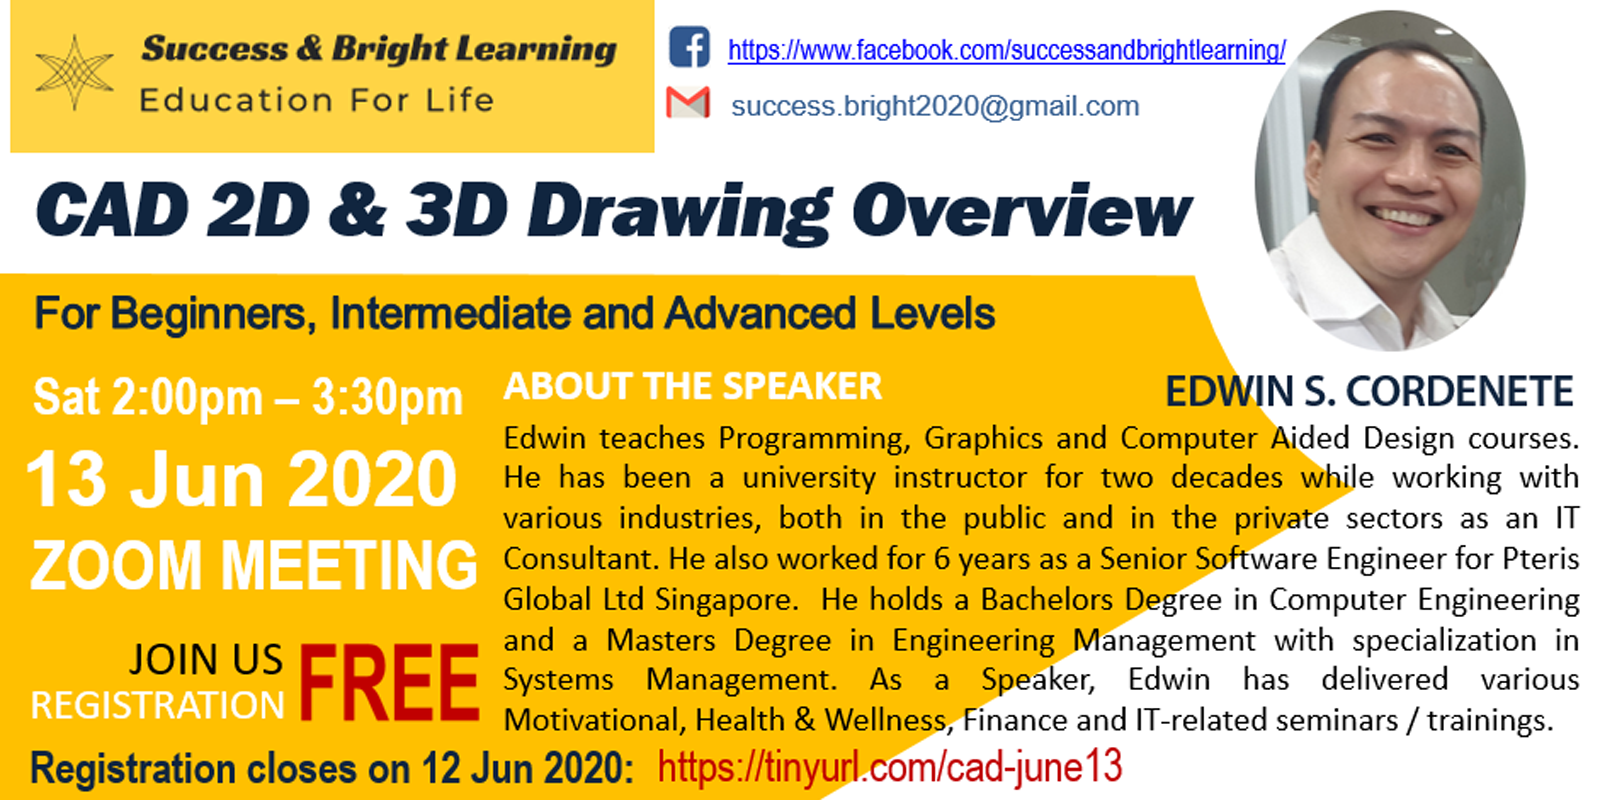 Success & Bright Learning
Education For Life
https://www.facebook.com/successandbrightlearning/
success.bright2020@gmail.com
CAD 2D & 3D Drawing Overview
For Beginners, Intermediate and Advanced Levels
Sat 2:00pm – 3:30pm
13 Jun 2020
ZOOM MEETING
JOIN US
REGISTRATION
FREE
ABOUT THE SPEAKER
EDWIN S. CORDENETE
Edwin teaches Programming, Graphics and Computer Aided Design courses.
He has been a university instructor for two decades while working with
various industries, both in the public and in the private sectors as an IT
Consultant. He also worked for 6 years as a Senior Software Engineer for Pteris
Global Ltd Singapore. He holds a Bachelors Degree in Computer Engineering
and a Masters Degree in Engineering Management with specialization in
Systems Management. As a Speaker, Edwin has delivered various
Motivational, Health & Wellness, Finance and IT-related seminars / trainings.
Registration closes on 12 Jun 2020: https://tinyurl.com/cad-june13